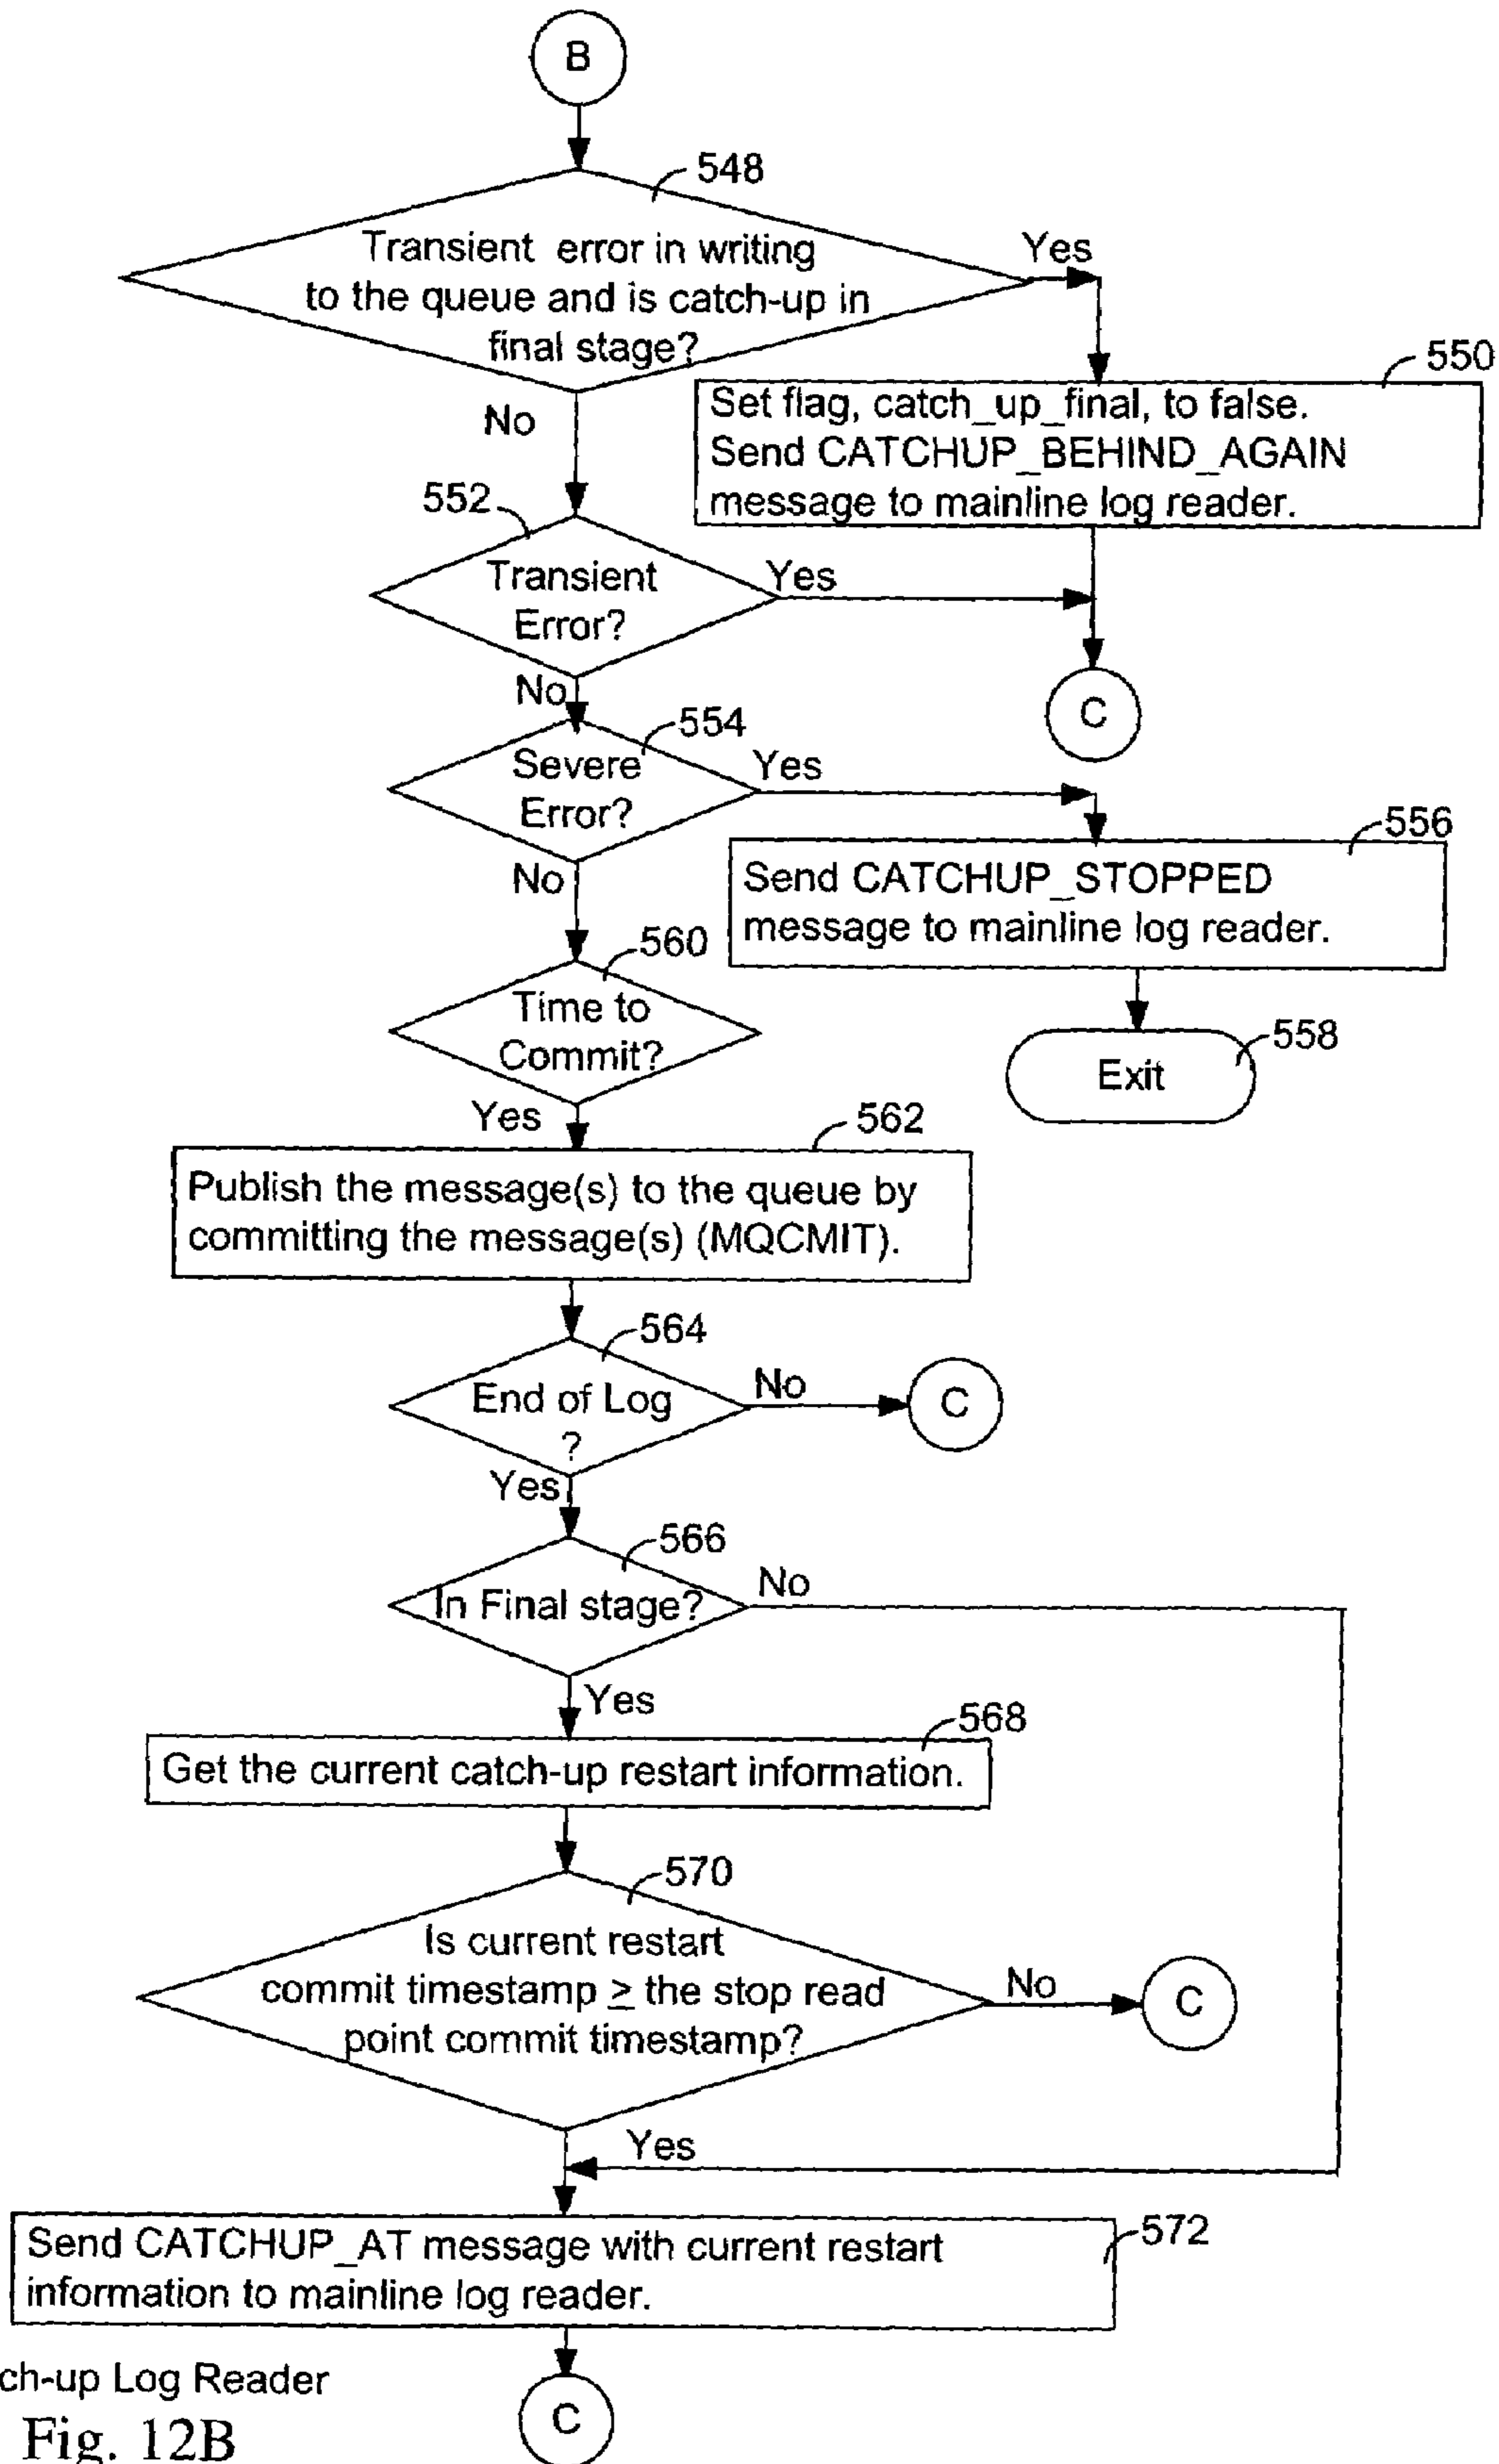 B
548
Transient error in writing
to the queue and is catch-up in
final stage?
Yes
No
550
Set flag, catch_up_final, to false.
Send CATCHUP_BEHIND_AGAIN
message to mainline log reader.
552
Transient
Error?
Yes
No
C
554
Severe
Error?
Yes
No
556
Send CATCHUP_STOPPED
message to mainline log reader.
558
Exit
560
Time to
Commit?
Yes
562
Publish the message(s) to the queue by
committing the message(s) (MQCMIT).
564
End of Log
?
No
C
Yes
566
In Final stage?
No
Yes
568
Get the current catch-up restart information.
570
Is current restart
commit timestamp ≥ the stop read
point commit timestamp?
No
C
Yes
572
Send CATCHUP_AT message with current restart
information to mainline log reader.
ch-up Log Reader
C
Fig. 12B